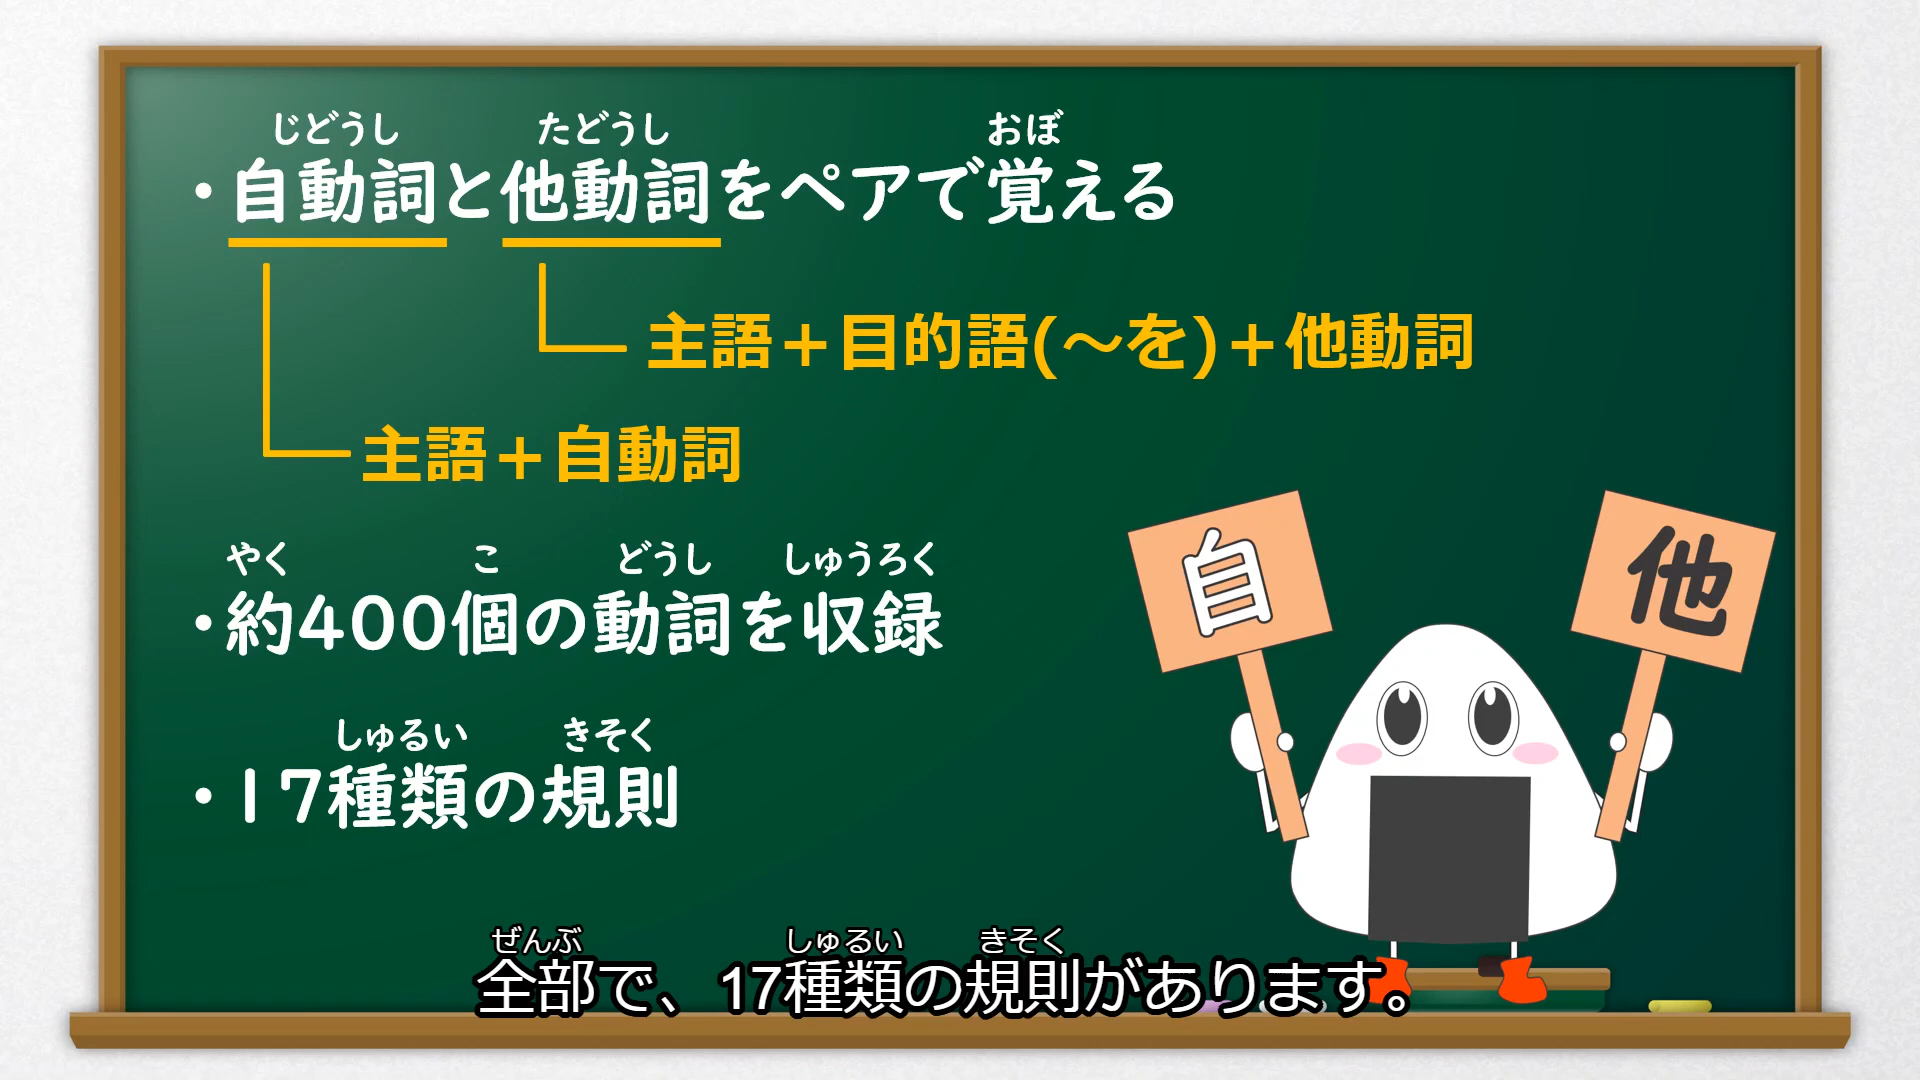 じどうし たどうし おぼ
・自動詞と他動詞をペアで覚える
主語＋目的語(～を)＋他動詞
主語＋自動詞
やく こ どうし しゅうろく
・約400個の動詞を収録
しゅるい きそく
・17種類の規則
自
他
ぜんぶ しゅるい きそく
全部で、17種類の規則があります。